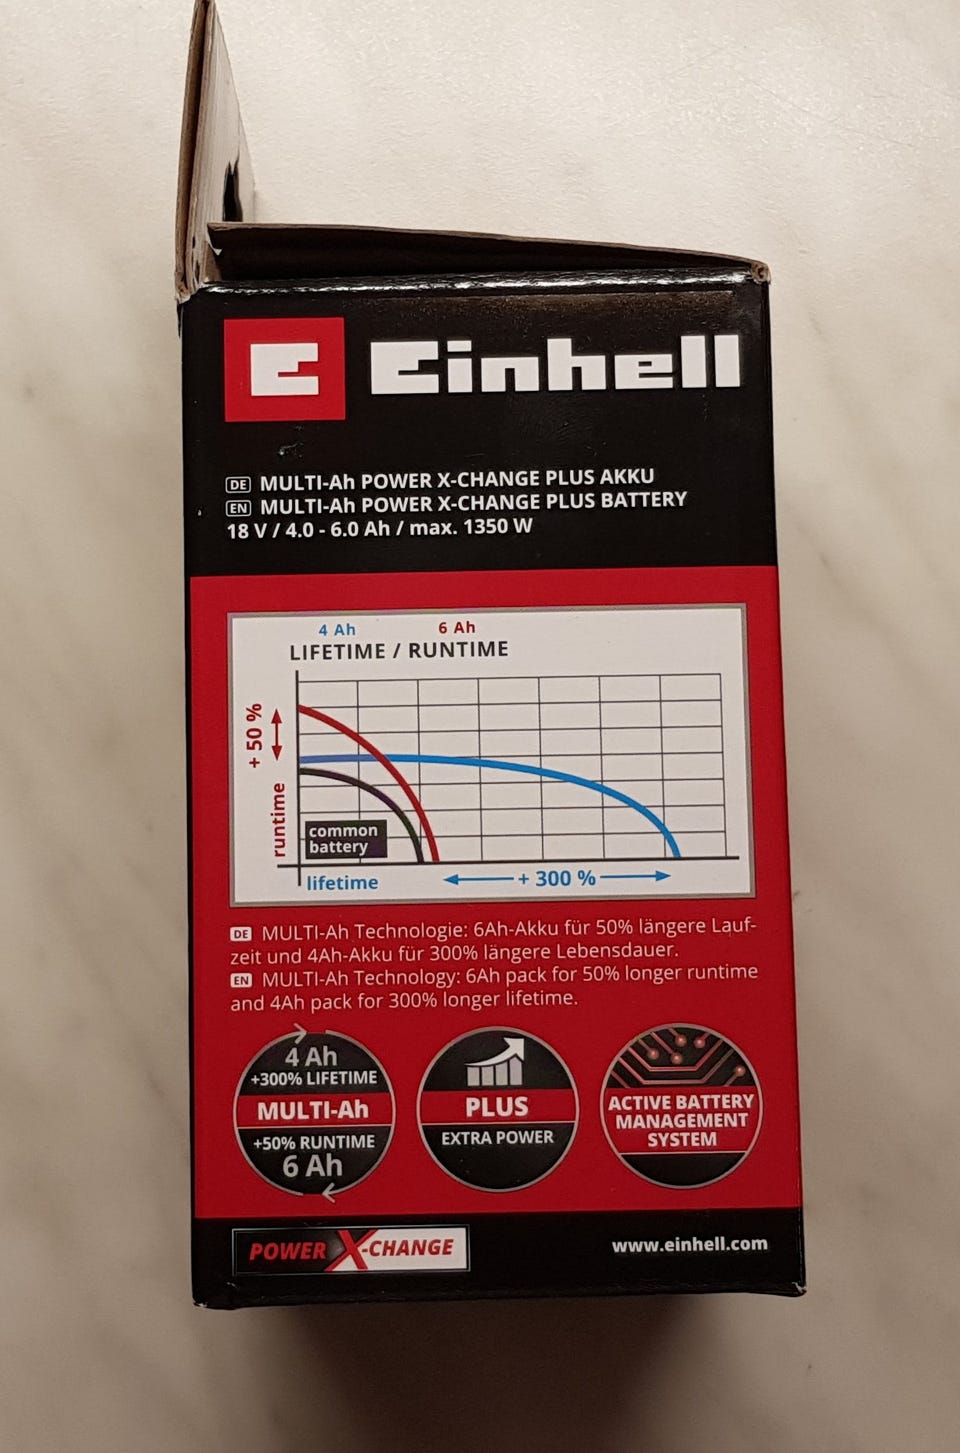 Einhell
DE MULTI-Ah POWER X-CHANGE PLUS AKKU
EN MULTI-Ah POWER X-CHANGE PLUS BATTERY
18 V / 4.0 - 6.0 Ah / max. 1350 W
4 Ah 6 Ah
LIFETIME / RUNTIME
+ 50 %
runtime
common
battery
lifetime
+ 300 %
DE MULTI-Ah Technologie: 6Ah-Akku für 50% längere Lauf-
zeit und 4Ah-Akku für 300% längere Lebensdauer.
EN MULTI-Ah Technology: 6Ah pack for 50% longer runtime
and 4Ah pack for 300% longer lifetime.
4 Ah
+300% LIFETIME
MULTI-Ah
+50% RUNTIME
6 Ah
PLUS
EXTRA POWER
ACTIVE BATTERY
MANAGEMENT
SYSTEM
POWER X-CHANGE
www.einhell.com